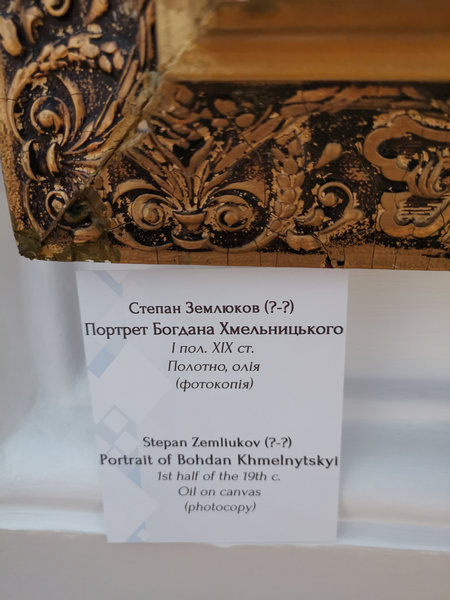 Степан Землюков (?-?)
Портрет Богдана Хмельницького
І пол. ХІХ ст.
Полотно, олія
(фотокопія)
Stepan Zemliukov (?-?)
Portrait of Bohdan Khmelnytskyi
1st half of the 19th c.
Oil on canvas
(photocopy)